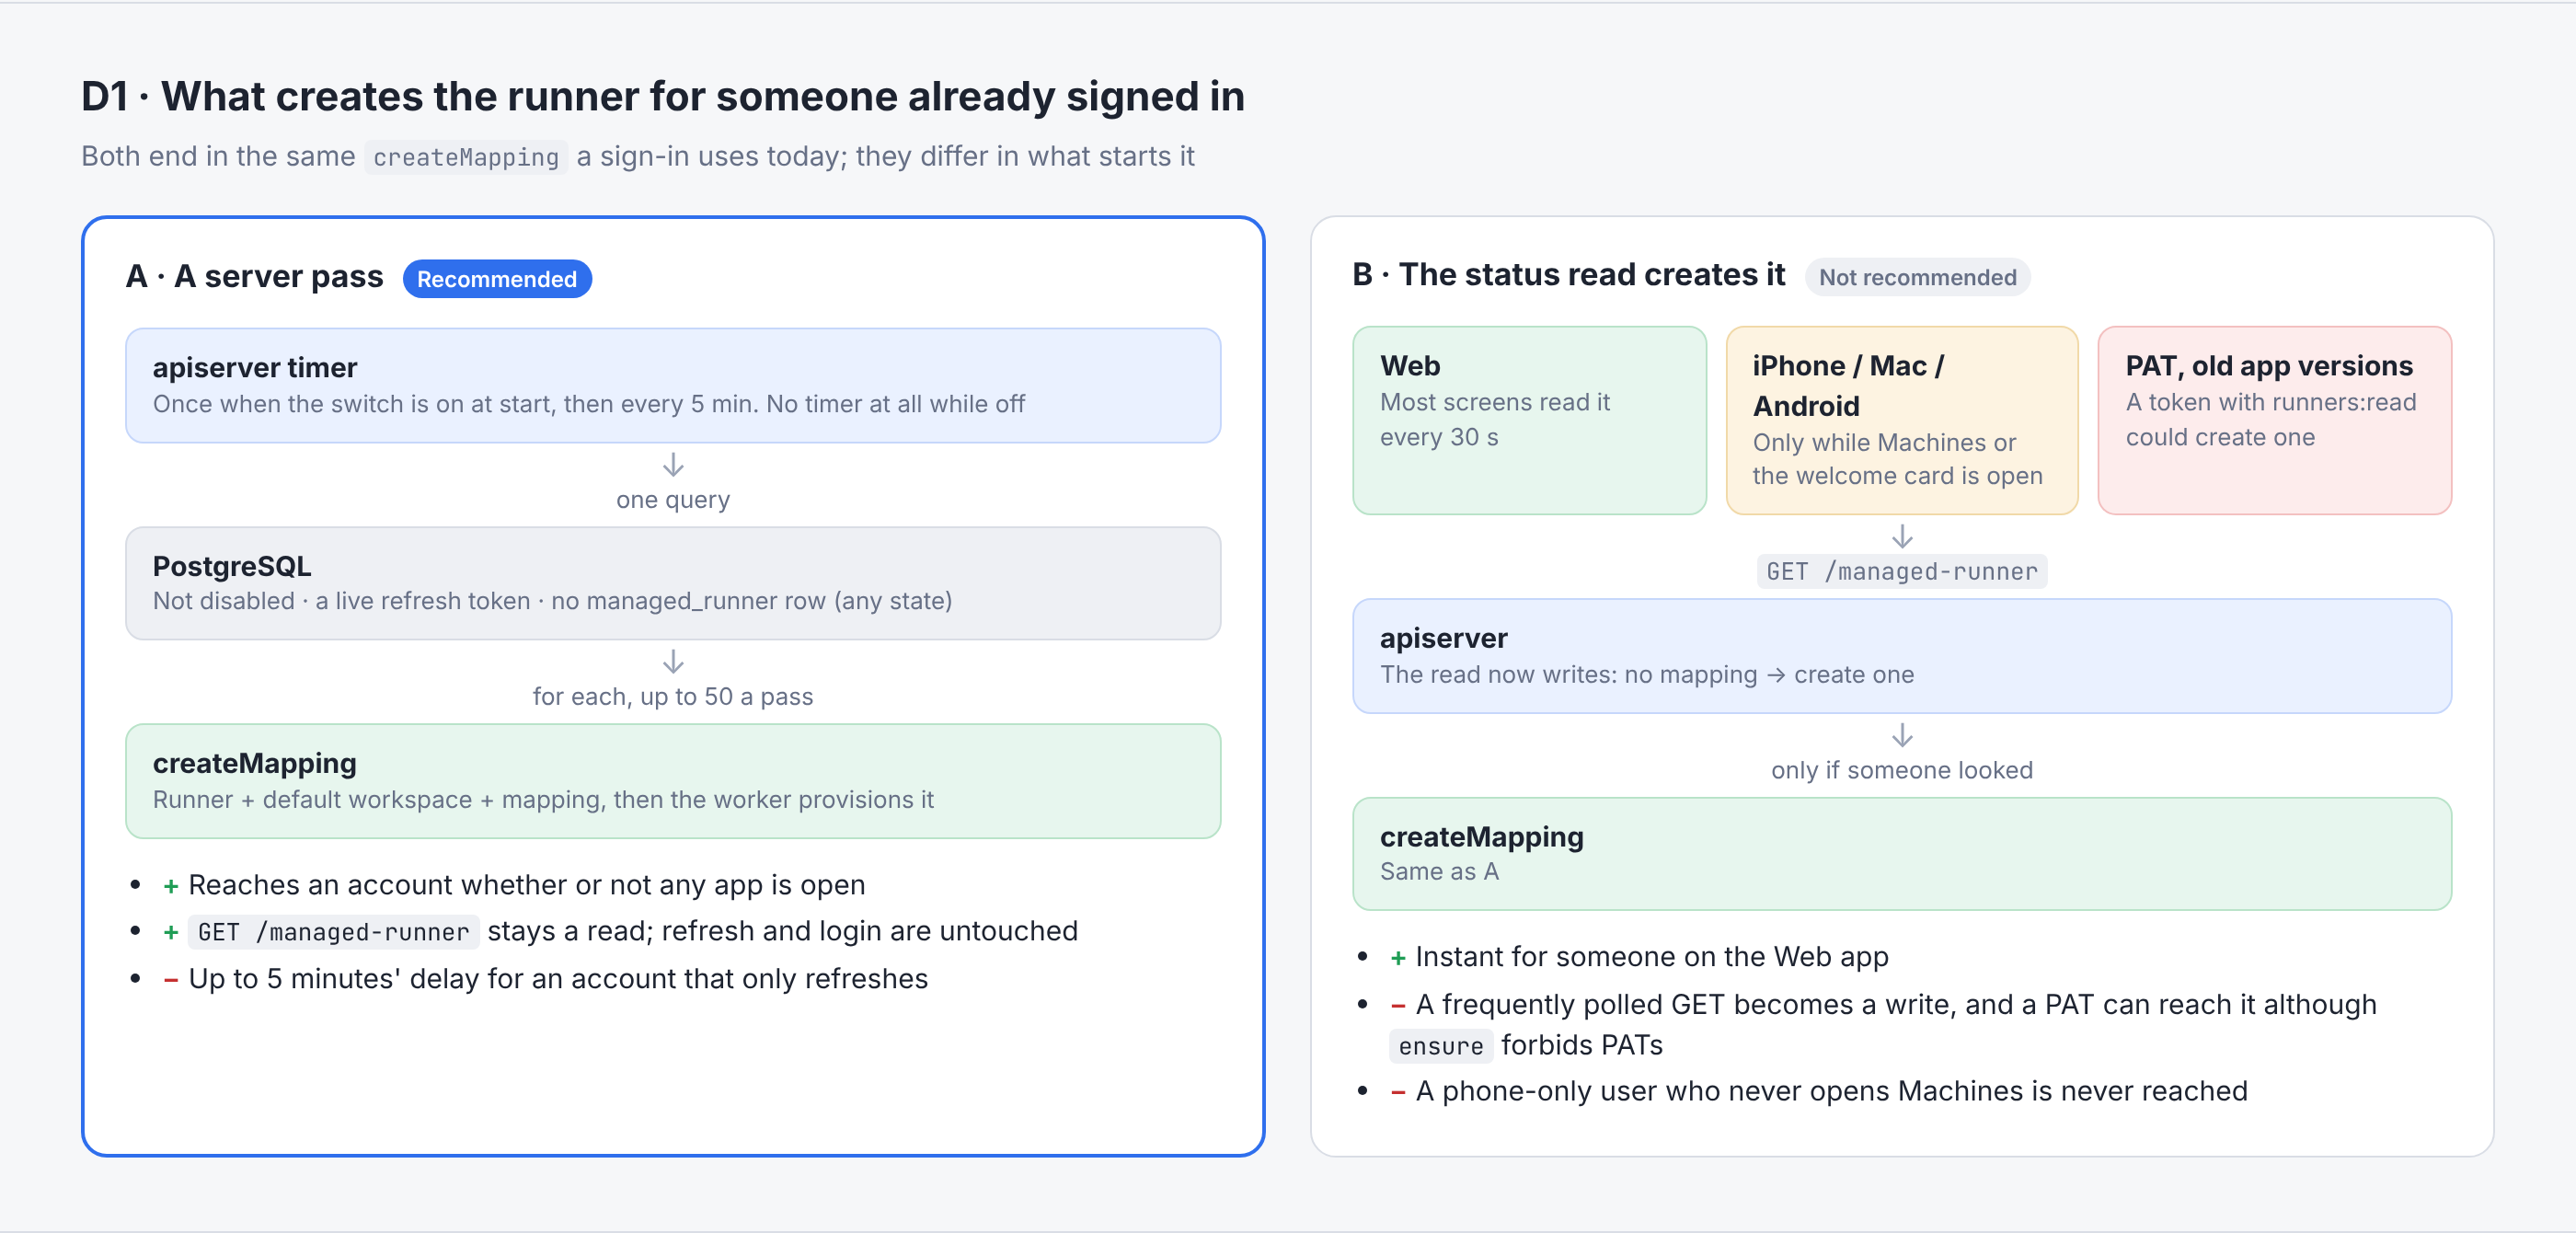 D1 · What creates the runner for someone already signed in
Both end in the same createMapping a sign-in uses today; they differ in what starts it
A · A server pass Recommended
apiserver timer
Once when the switch is on at start, then every 5 min. No timer at all while off
↓
one query
PostgreSQL
Not disabled · a live refresh token · no managed_runner row (any state)
↓
for each, up to 50 a pass
createMapping
Runner + default workspace + mapping, then the worker provisions it
• + Reaches an account whether or not any app is open
• + GET /managed-runner stays a read; refresh and login are untouched
• − Up to 5 minutes' delay for an account that only refreshes
B · The status read creates it Not recommended
Web
Most screens read it
every 30 s
iPhone / Mac /
Android
Only while Machines or
the welcome card is open
PAT, old app versions
A token with runners:read
could create one
↓
GET /managed-runner
apiserver
The read now writes: no mapping → create one
↓
only if someone looked
createMapping
Same as A
• + Instant for someone on the Web app
• − A frequently polled GET becomes a write, and a PAT can reach it although
ensure forbids PATs
• − A phone-only user who never opens Machines is never reached